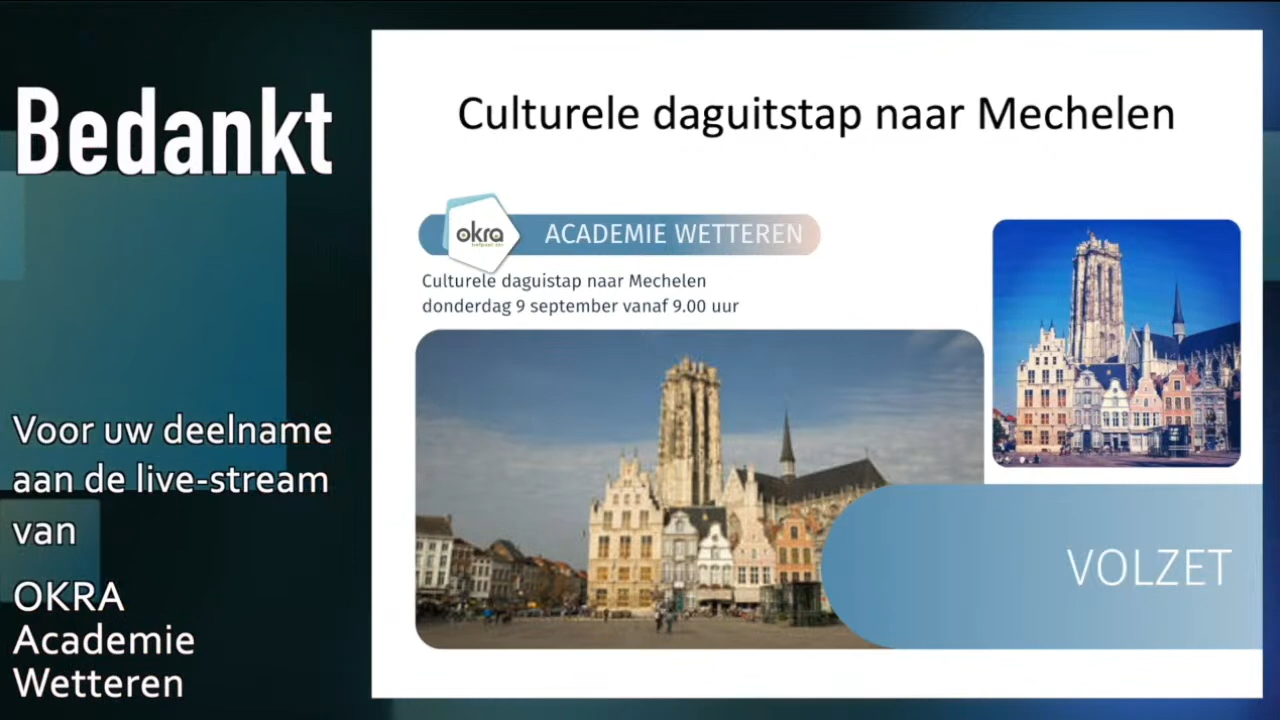 Bedankt
Voor uw deelname
aan de live-stream
van
OKRA
Academie
Wetteren
Culturele daguitstap naar Mechelen
okra
ACADEMIE WETTEREN
Culturele daguistap naar Mechelen
donderdag 9 september vanaf 9.00 uur
VOLZET